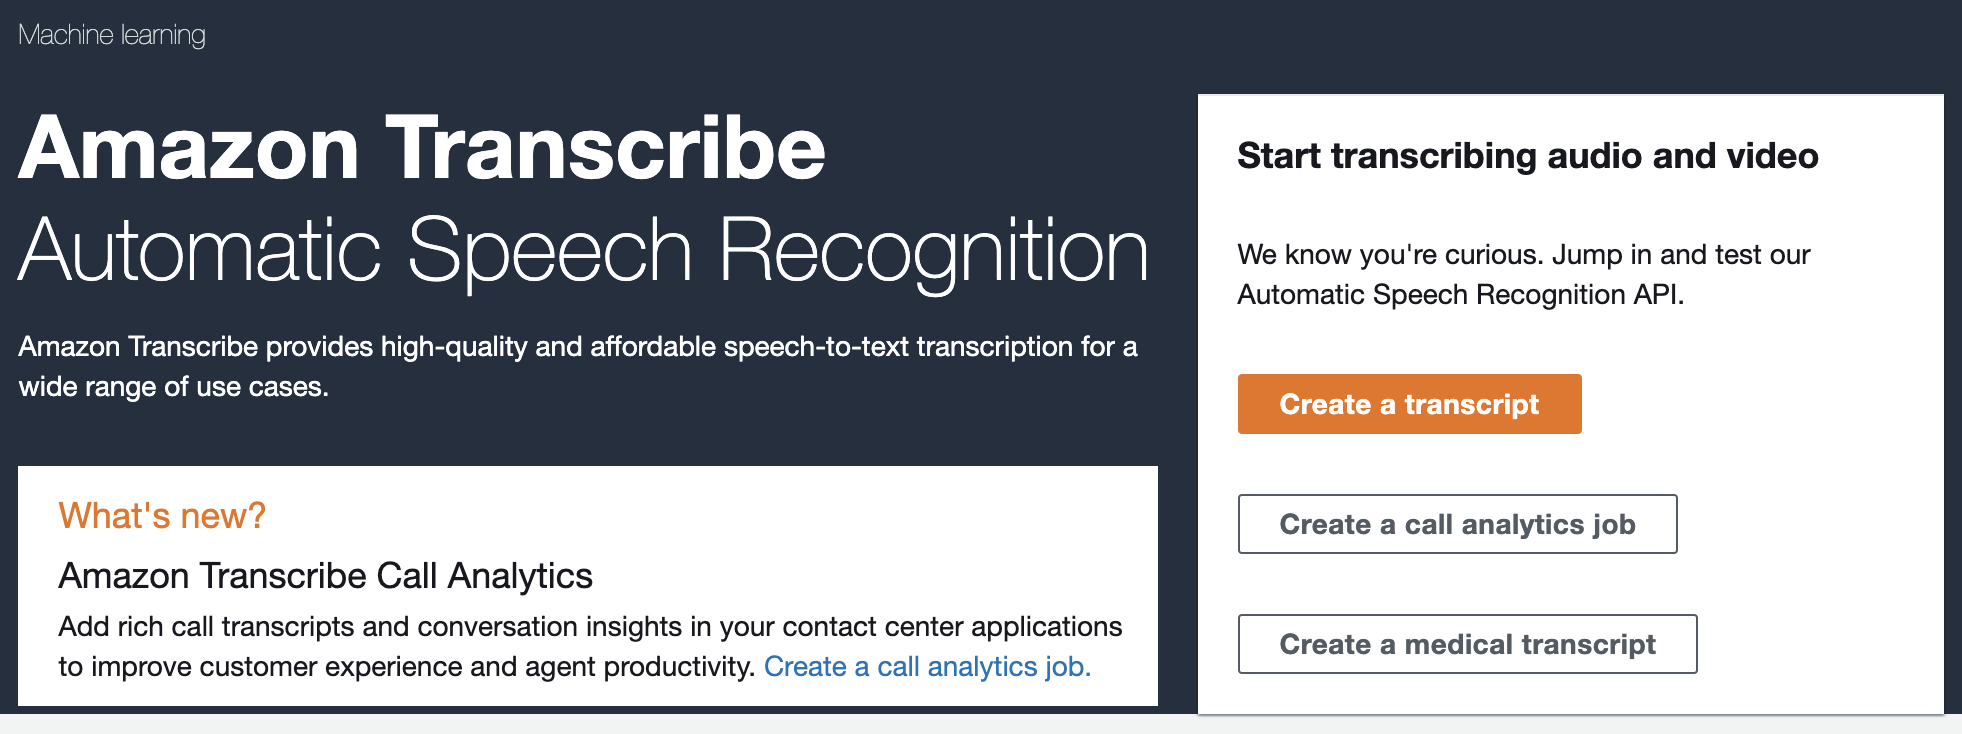 Machine learning
Amazon Transcribe
Automatic Speech Recognition
Amazon Transcribe provides high-quality and affordable speech-to-text transcription for a
wide range of use cases.
What's new?
Amazon Transcribe Call Analytics
Add rich call transcripts and conversation insights in your contact center applications
to improve customer experience and agent productivity. Create a call analytics job.
Start transcribing audio and video
We know you're curious. Jump in and test our
Automatic Speech Recognition API.
Create a transcript
Create a call analytics job
Create a medical transcript